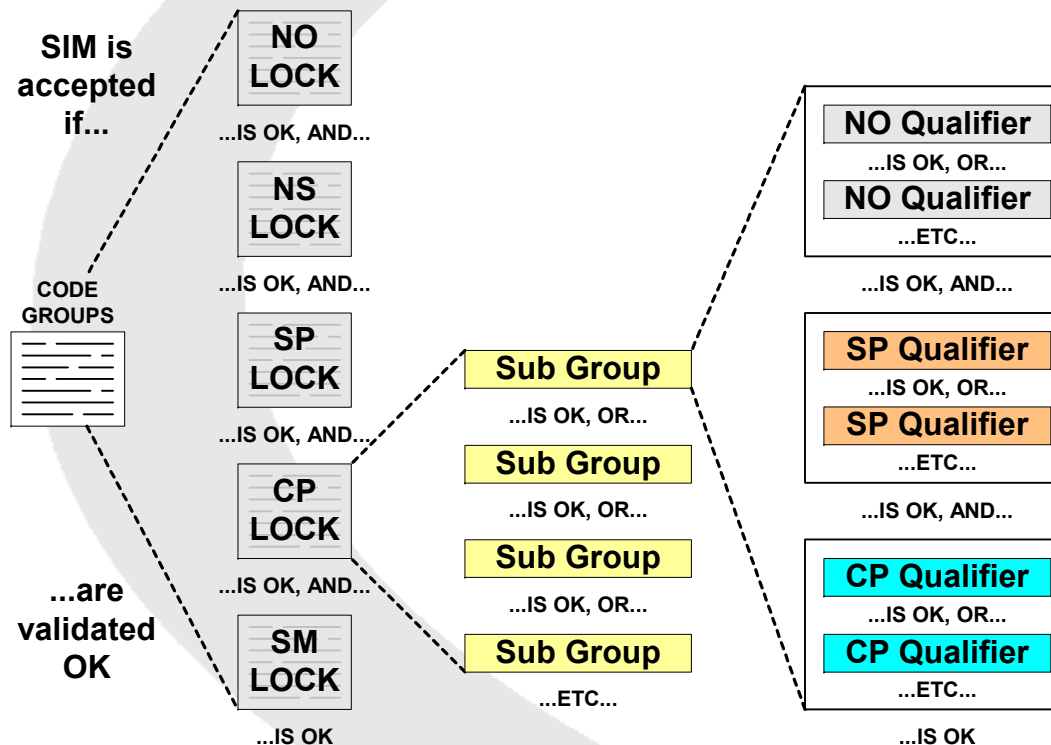 SIM is
accepted
if...
CODE
GROUPS
...are
validated
OK
NO
LOCK
...IS OK, AND...
NS
LOCK
...IS OK, AND...
SP
LOCK
...IS OK, AND...
CP
LOCK
...IS OK, AND...
SM
LOCK
...IS OK
Sub Group
...IS OK, OR...
Sub Group
...IS OK, OR...
Sub Group
...IS OK, OR...
Sub Group
...ETC...
NO Qualifier
...IS OK, OR...
NO Qualifier
...ETC...
...IS OK, AND...
SP Qualifier
...IS OK, OR...
SP Qualifier
...ETC...
...IS OK, AND...
CP Qualifier
...IS OK, OR...
CP Qualifier
...ETC...
...IS OK